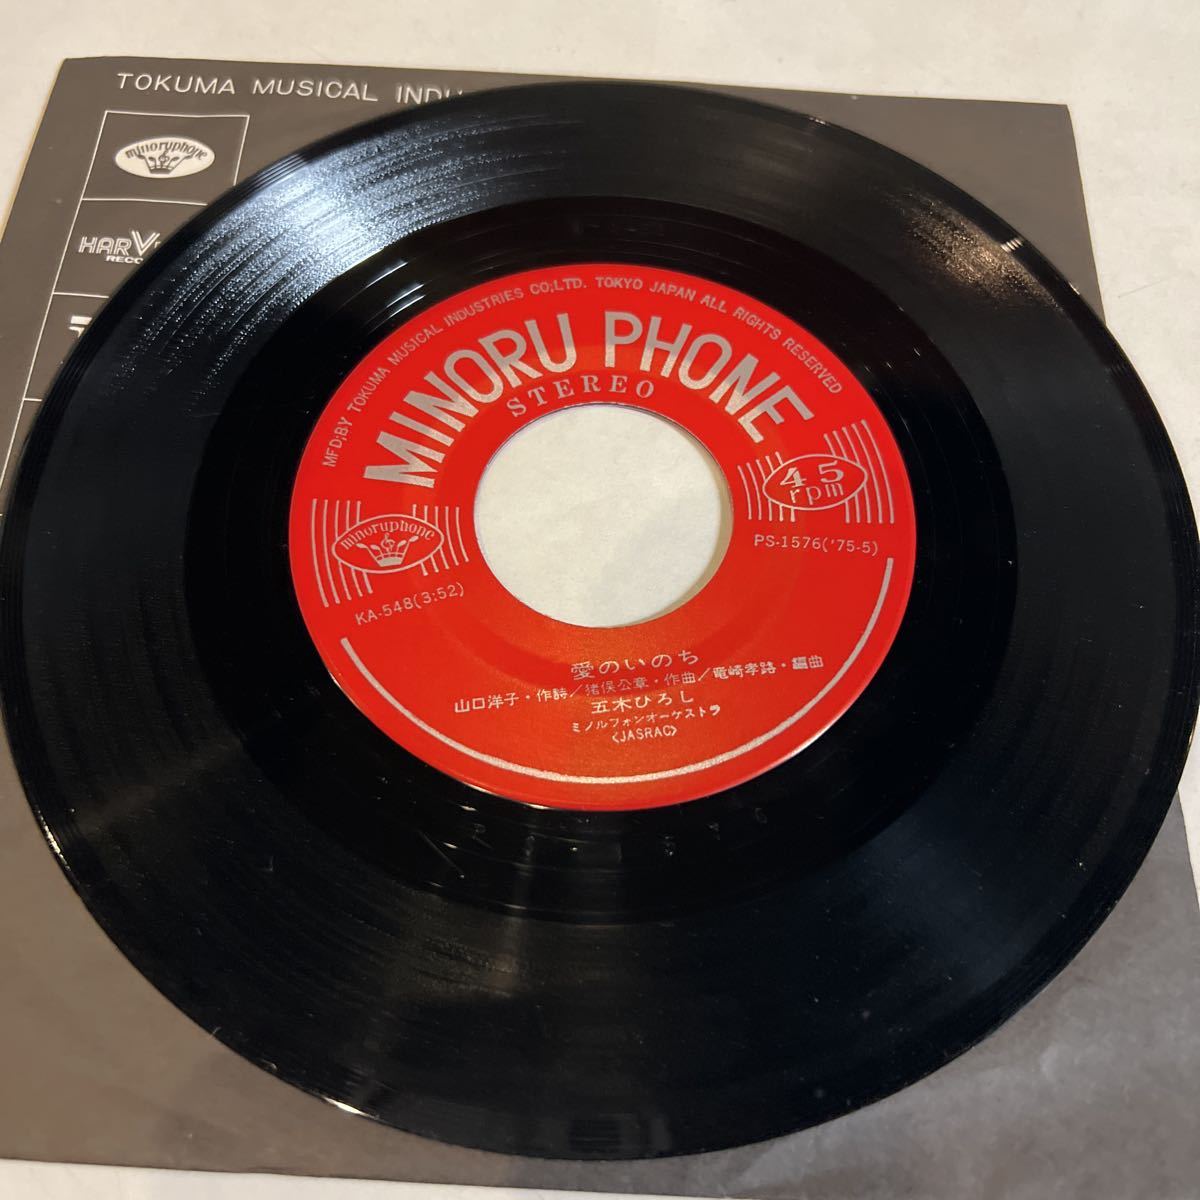 TOKUMA MUSICAL
minoruphone
MFD;BY TOKUMA MUSICAL INDUSTRIES CO;LTD. TOKYO JAPAN ALL RIGHTS RESERVED
MINORU PHONE
STEREO
45
rpm
minoruphone
PS-1576('75-5)
KA-548(3:52)
愛のいのち
山口洋子・作詩/猪俣公章・作曲/竜崎孝路・編曲
五木ひろし
ミノルフォンオーケストラ
<JASRAC>